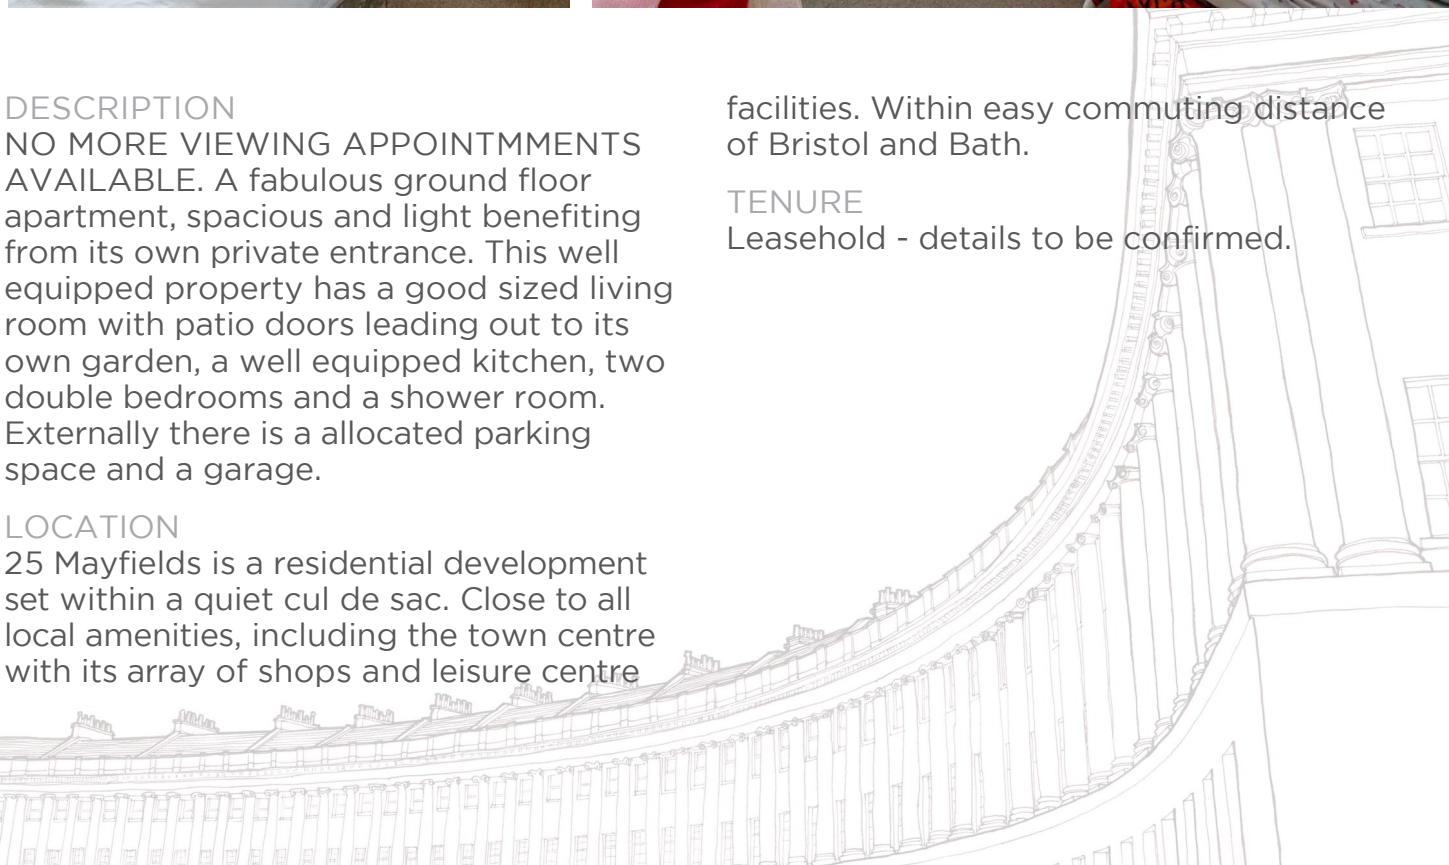 DESCRIPTION
NO MORE VIEWING APPOINTMMENTS
AVAILABLE. A fabulous ground floor
apartment, spacious and light benefiting
from its own private entrance. This well
equipped property has a good sized living
room with patio doors leading out to its
own garden, a well equipped kitchen, two
double bedrooms and a shower room.
Externally there is a allocated parking
space and a garage.
LOCATION
25 Mayfields is a residential development
set within a quiet cul de sac. Close to all
local amenities, including the town centre
with its array of shops and leisure centre
facilities. Within easy commuting distance
of Bristol and Bath.
TENURE
Leasehold - details to be confirmed.